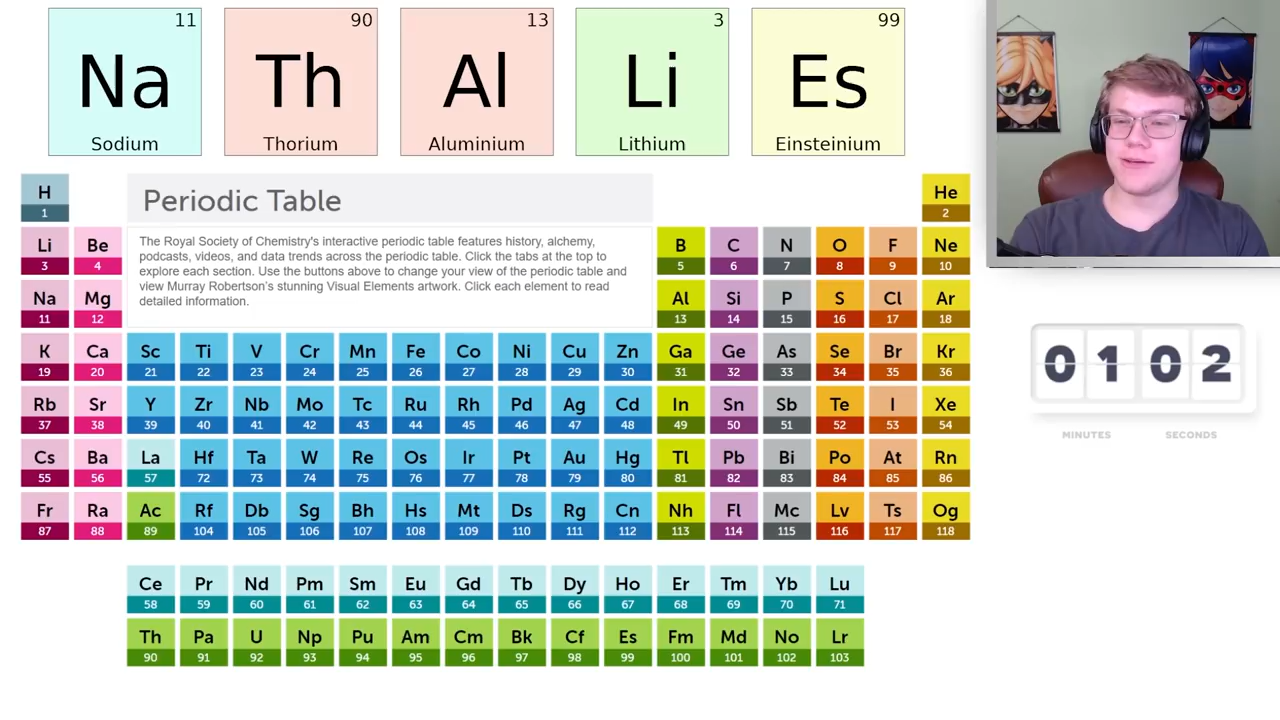 11 90 13 3 99
Na Th Al Li Es
Sodium Thorium Aluminium Lithium Einsteinium
H He
1 2
Periodic Table
Li Be B C N O F Ne
3 4 5 6 7 8 9 10
The Royal Society of Chemistry's interactive periodic table features history, alchemy,
podcasts, videos, and data trends across the periodic table. Click the tabs at the top to
explore each section. Use the buttons above to change your view of the periodic table and
view Murray Robertson's stunning Visual Elements artwork. Click each element to read
detailed information.
Na Mg Al Si P S Cl Ar
11 12 13 14 15 16 17 18
K Ca Sc Ti V Cr Mn Fe Co Ni Cu Zn Ga Ge As Se Br Kr
19 20 21 22 23 24 25 26 27 28 29 30 31 32 33 34 35 36
Rb Sr Y Zr Nb Mo Tc Ru Rh Pd Ag Cd In Sn Sb Te I Xe
37 38 39 40 41 42 43 44 45 46 47 48 49 50 51 52 53 54
Cs Ba La Hf Ta W Re Os Ir Pt Au Hg Tl Pb Bi Po At Rn
55 56 57 72 73 74 75 76 77 78 79 80 81 82 83 84 85 86
Fr Ra Ac Rf Db Sg Bh Hs Mt Ds Rg Cn Nh Fl Mc Lv Ts Og
87 88 89 104 105 106 107 108 109 110 111 112 113 114 115 116 117 118
Ce Pr Nd Pm Sm Eu Gd Tb Dy Ho Er Tm Yb Lu
58 59 60 61 62 63 64 65 66 67 68 69 70 71
Th Pa U Np Pu Am Cm Bk Cf Es Fm Md No Lr
90 91 92 93 94 95 96 97 98 99 100 101 102 103
01 02
MINUTES SECONDS